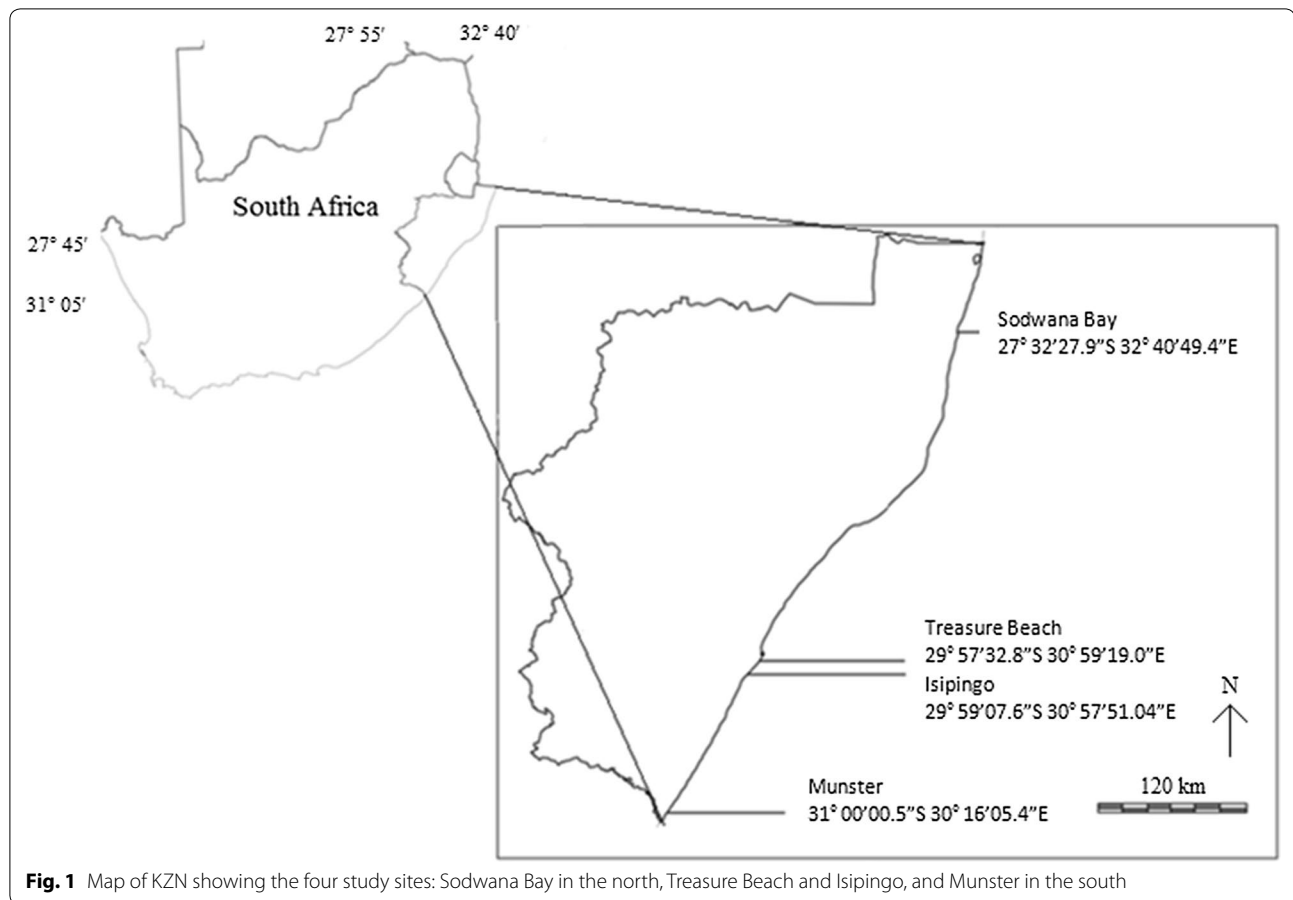 27° 55′ 32° 40′
South Africa
27° 45′
31° 05′
Sodwana Bay
27° 32′27.9”S 32° 40′49.4”E
Treasure Beach
29° 57′32.8”S 30° 59′19.0”E
Isipingo
29° 59′07.6”S 30° 57′51.04”E
N
Munster
31° 00′00.5”S 30° 16′05.4”E
120 km
Fig. 1 Map of KZN showing the four study sites: Sodwana Bay in the north, Treasure Beach and Isipingo, and Munster in the south